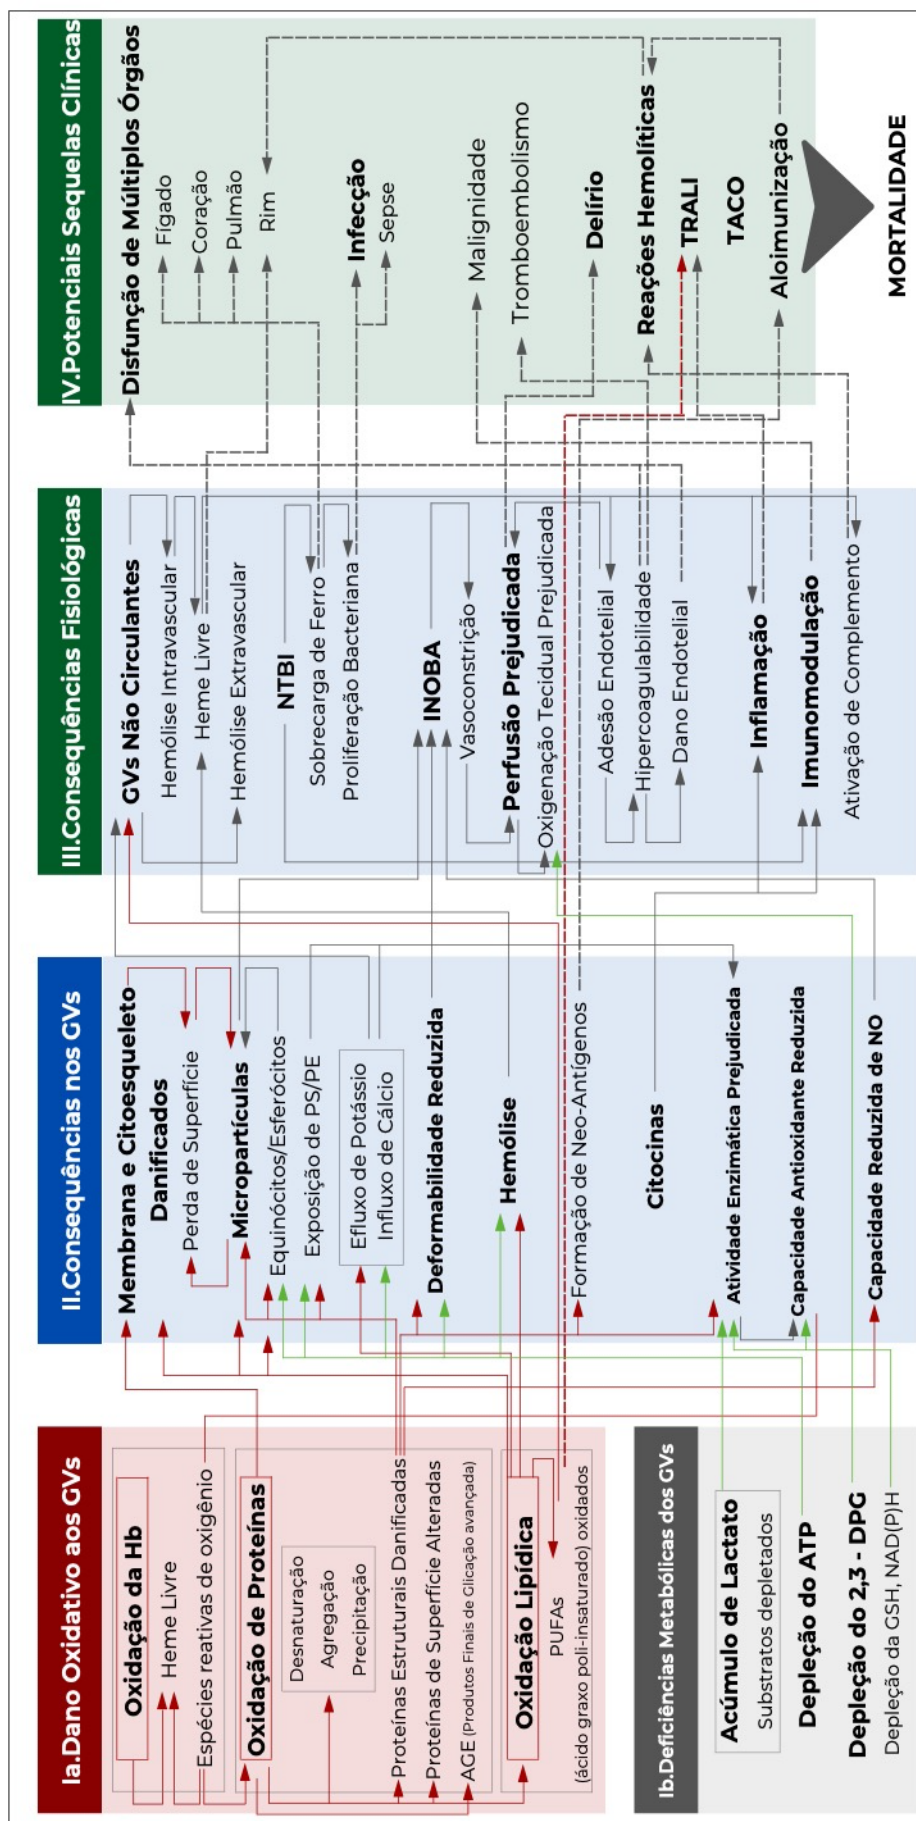 Ia.Dano Oxidativo aos GVs
Oxidação da Hb
Heme Livre
Espécies reativas de oxigênio
Oxidação de Proteínas
Desnaturação
Agregação
Precipitação
Proteínas Estruturais Danificadas
Proteínas de Superfície Alteradas
AGE (Produtos Finais de Glicação avançada)
Oxidação Lipídica
PUFAs
(ácido graxo poli-insaturado) oxidados
Ib.Deficiências Metabólicas dos GVs
Acúmulo de Lactato
Substratos depletados
Depleção do ATP
Depleção do 2,3 - DPG
Depleção da GSH, NAD(P)H
II.Consequências nos GVs
Membrana e Citoesqueleto
Danificados
Perda de Superfície
Micropartículas
Equinócitos/Esferócitos
Exposição de PS/PE
Efluxo de Potássio
Influxo de Cálcio
Deformabilidade Reduzida
Hemólise
Formação de Neo-Antígenos
Citocinas
Atividade Enzimática Prejudicada
Capacidade Antioxidante Reduzida
Capacidade Reduzida de NO
III.Consequências Fisiológicas
GVs Não Circulantes
Hemólise Intravascular
Heme Livre
Hemólise Extravascular
NTBI
Sobrecarga de Ferro
Proliferação Bacteriana
INOBA
Vasoconstrição
Perfusão Prejudicada
Oxigenação Tecidual Prejudicada
Adesão Endotelial
Hipercoagulabilidade
Dano Endotelial
Inflamação
Imunomodulação
Ativação de Complemento
IV.Potenciais Sequelas Clínicas
Disfunção de Múltiplos Órgãos
Fígado
Coração
Pulmão
Rim
Infecção
Sepse
Malignidade
Tromboembolismo
Delírio
Reações Hemolíticas
TRALI
TACO
Aloimunização
MORTALIDADE